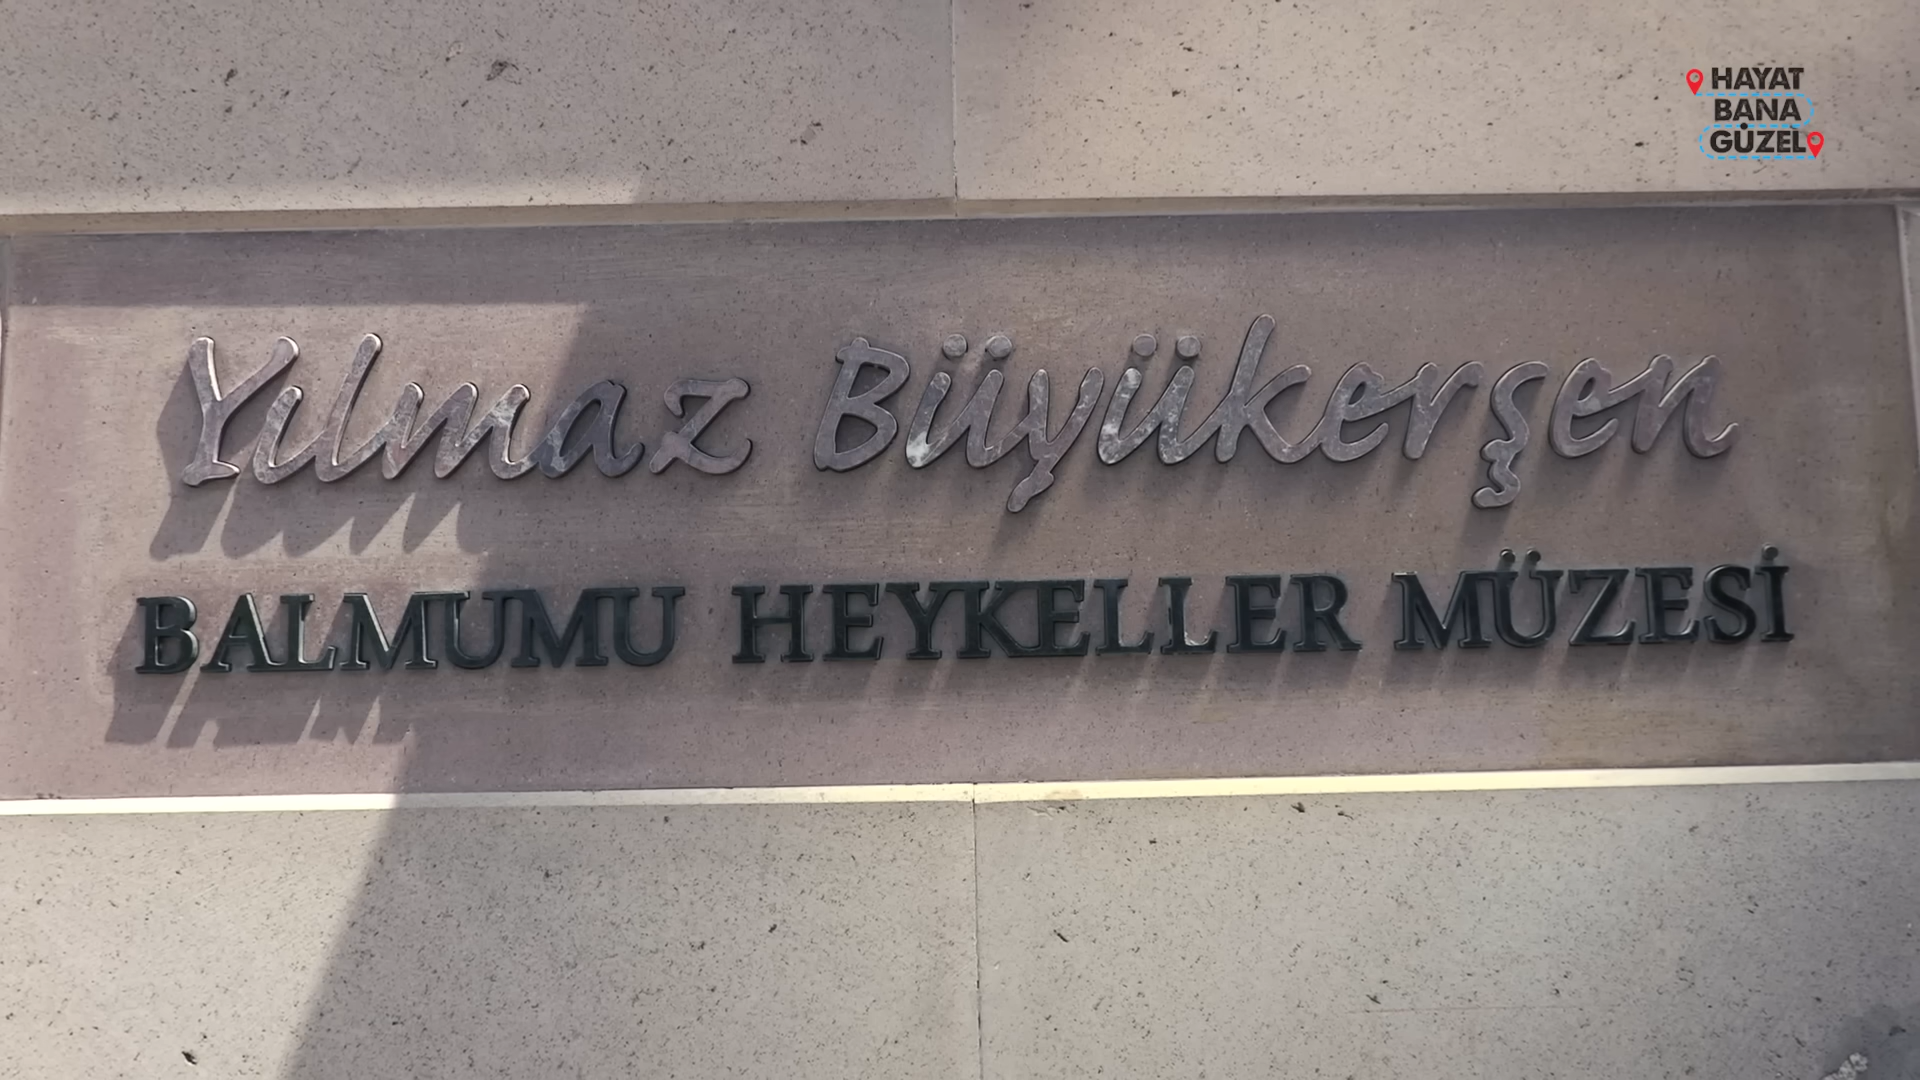 HAYAT
BANA
GÜZEL
Yılmaz Büyükerşen
BALMUMU HEYKELLER MÜZESİ